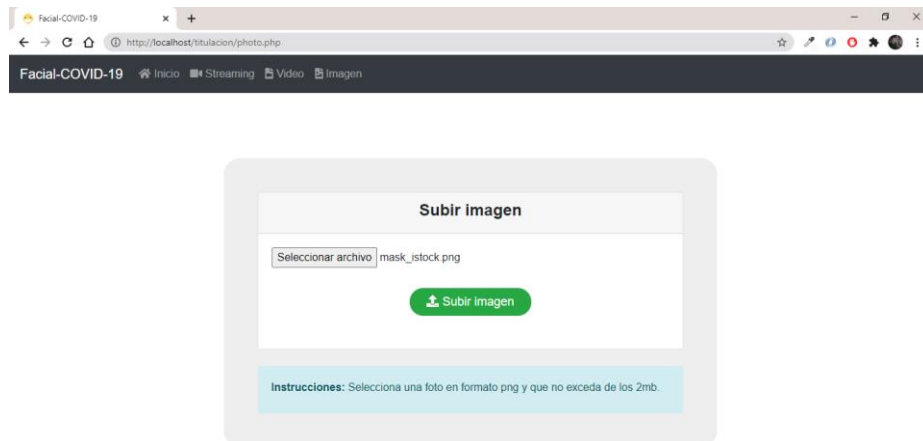 Facial-COVID-19
http://localhost/titulacion/photo.php
Facial-COVID-19 Inicio Streaming Video Imagen
Subir imagen
Seleccionar archivo mask_istock.png
Subir imagen
Instrucciones: Selecciona una foto en formato png y que no exceda de los 2mb.